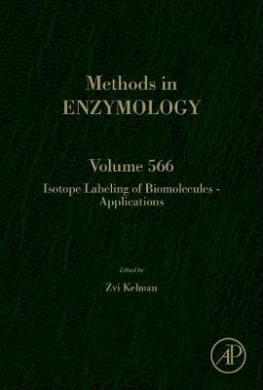 Methods in
ENZYMOLOGY
Volume 566
Isotope Labeling of Biomolecules -
Applications
Edited by
Zvi Kelman
AP